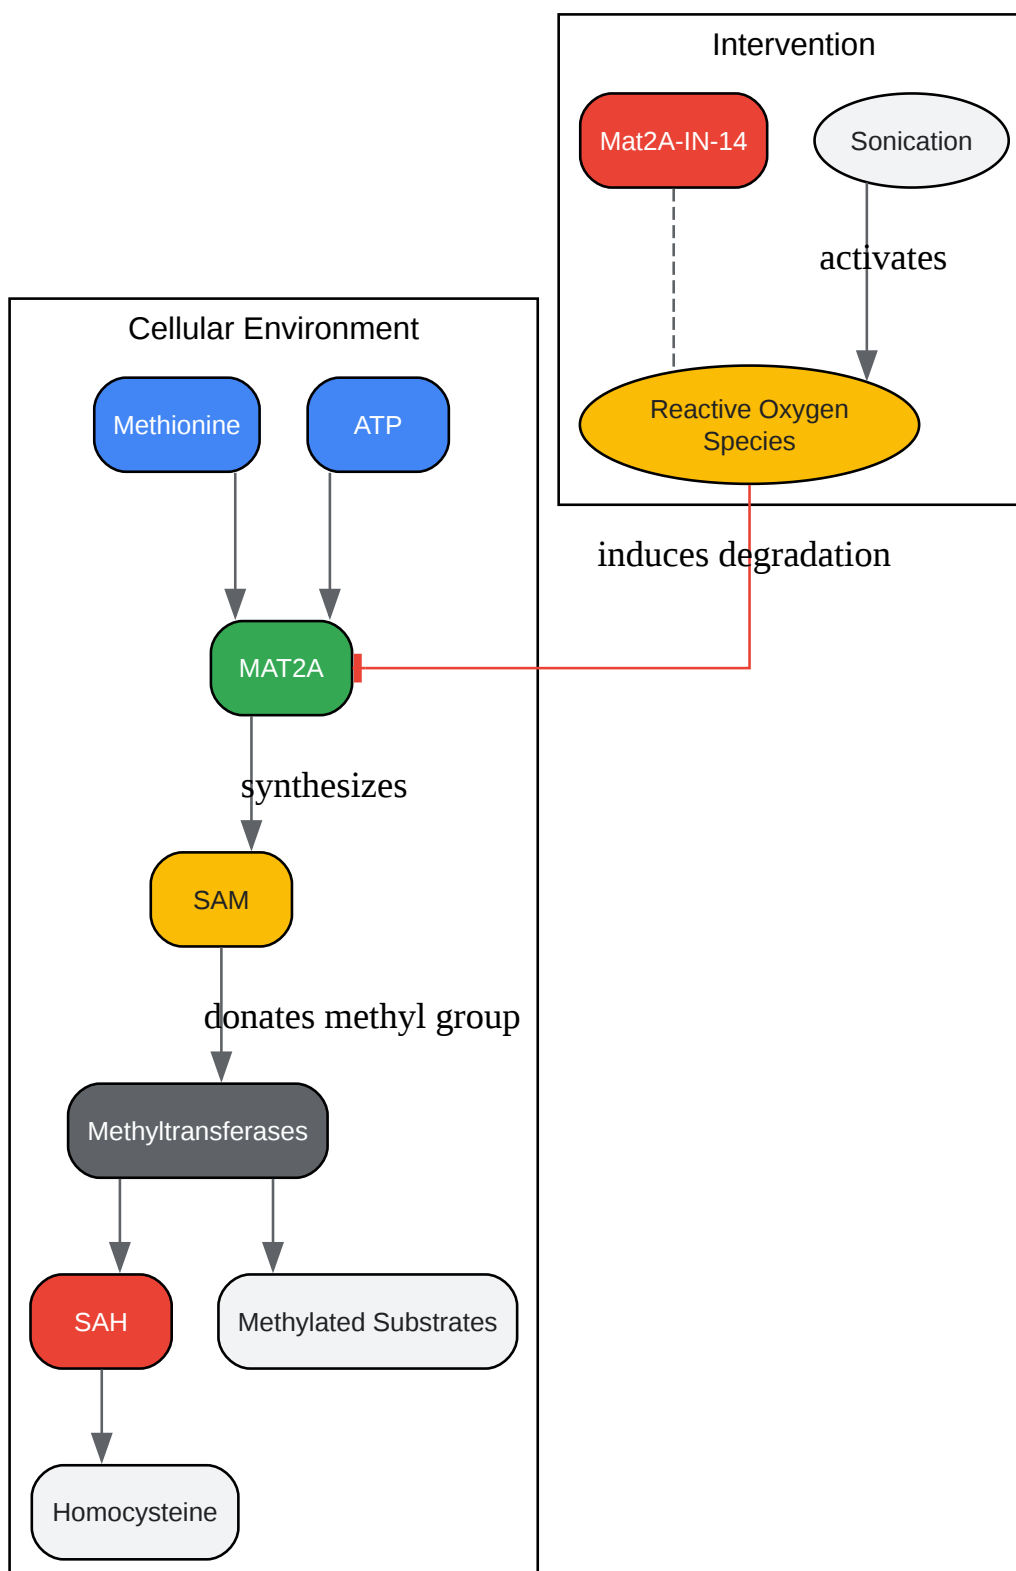 Intervention
Mat2A-IN-14
Sonication
activates
Reactive Oxygen
Species
induces degradation
Cellular Environment
Methionine
ATP
MAT2A
synthesizes
SAM
donates methyl group
Methyltransferases
SAH
Methylated Substrates
Homocysteine